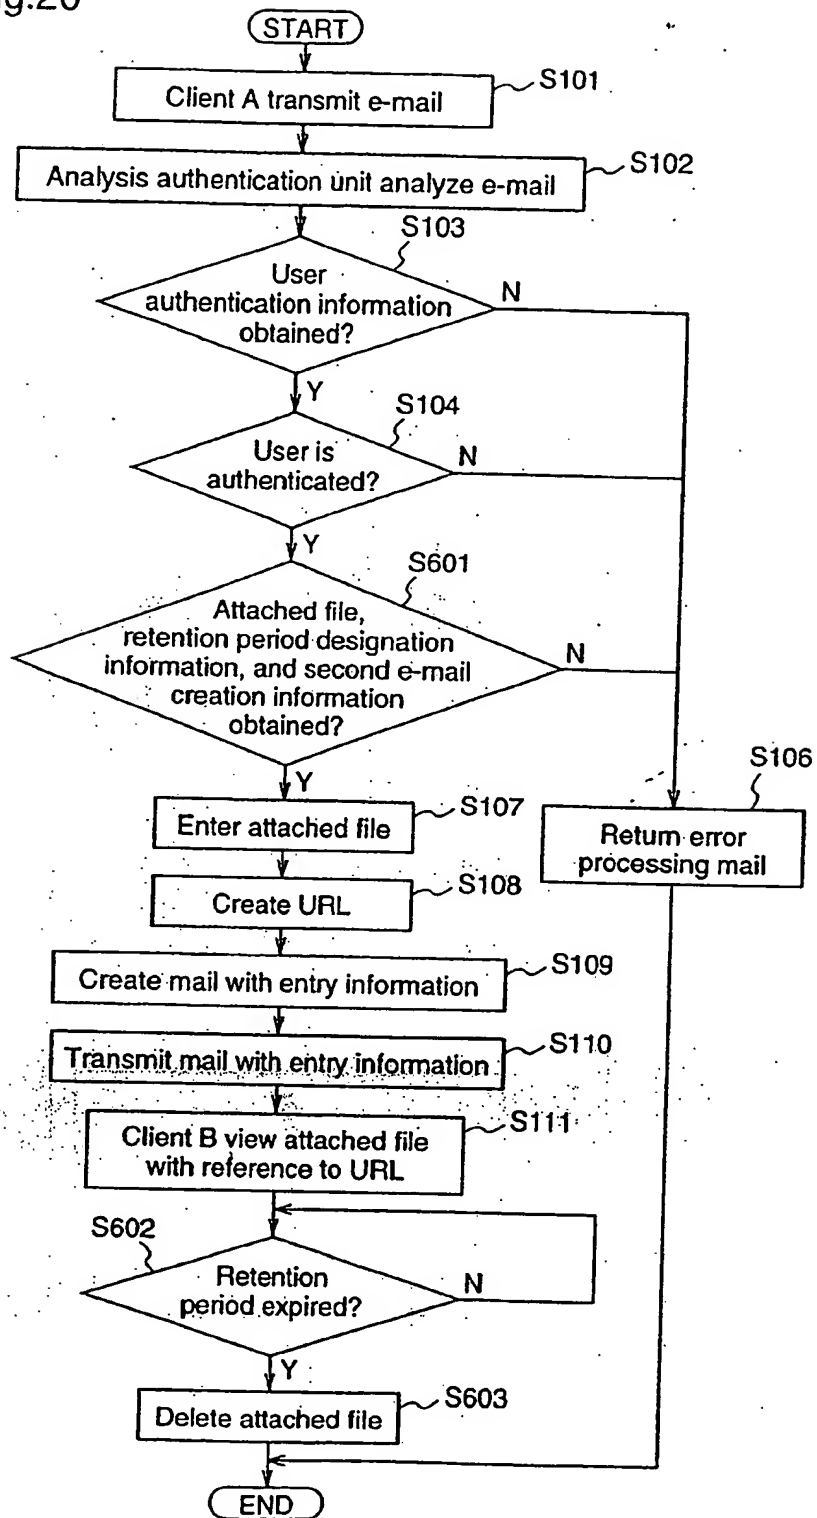 START
Client A transmit e-mail
S101
Analysis authentication unit analyze e-mail
S102
S103
User
authentication information
obtained?
N
Y
S104
User is
authenticated?
N
Y
S601
Attached file,
retention period designation
information, and second e-mail
creation information
obtained?
N
Y
S106
Return error
processing mail
Enter attached file
S107
Create URL
S108
Create mail with entry information
S109
Transmit mail with entry information
S110
Client B view attached file
with reference to URL
S111
S602
Retention
period expired?
N
Y
Delete attached file
S603
END